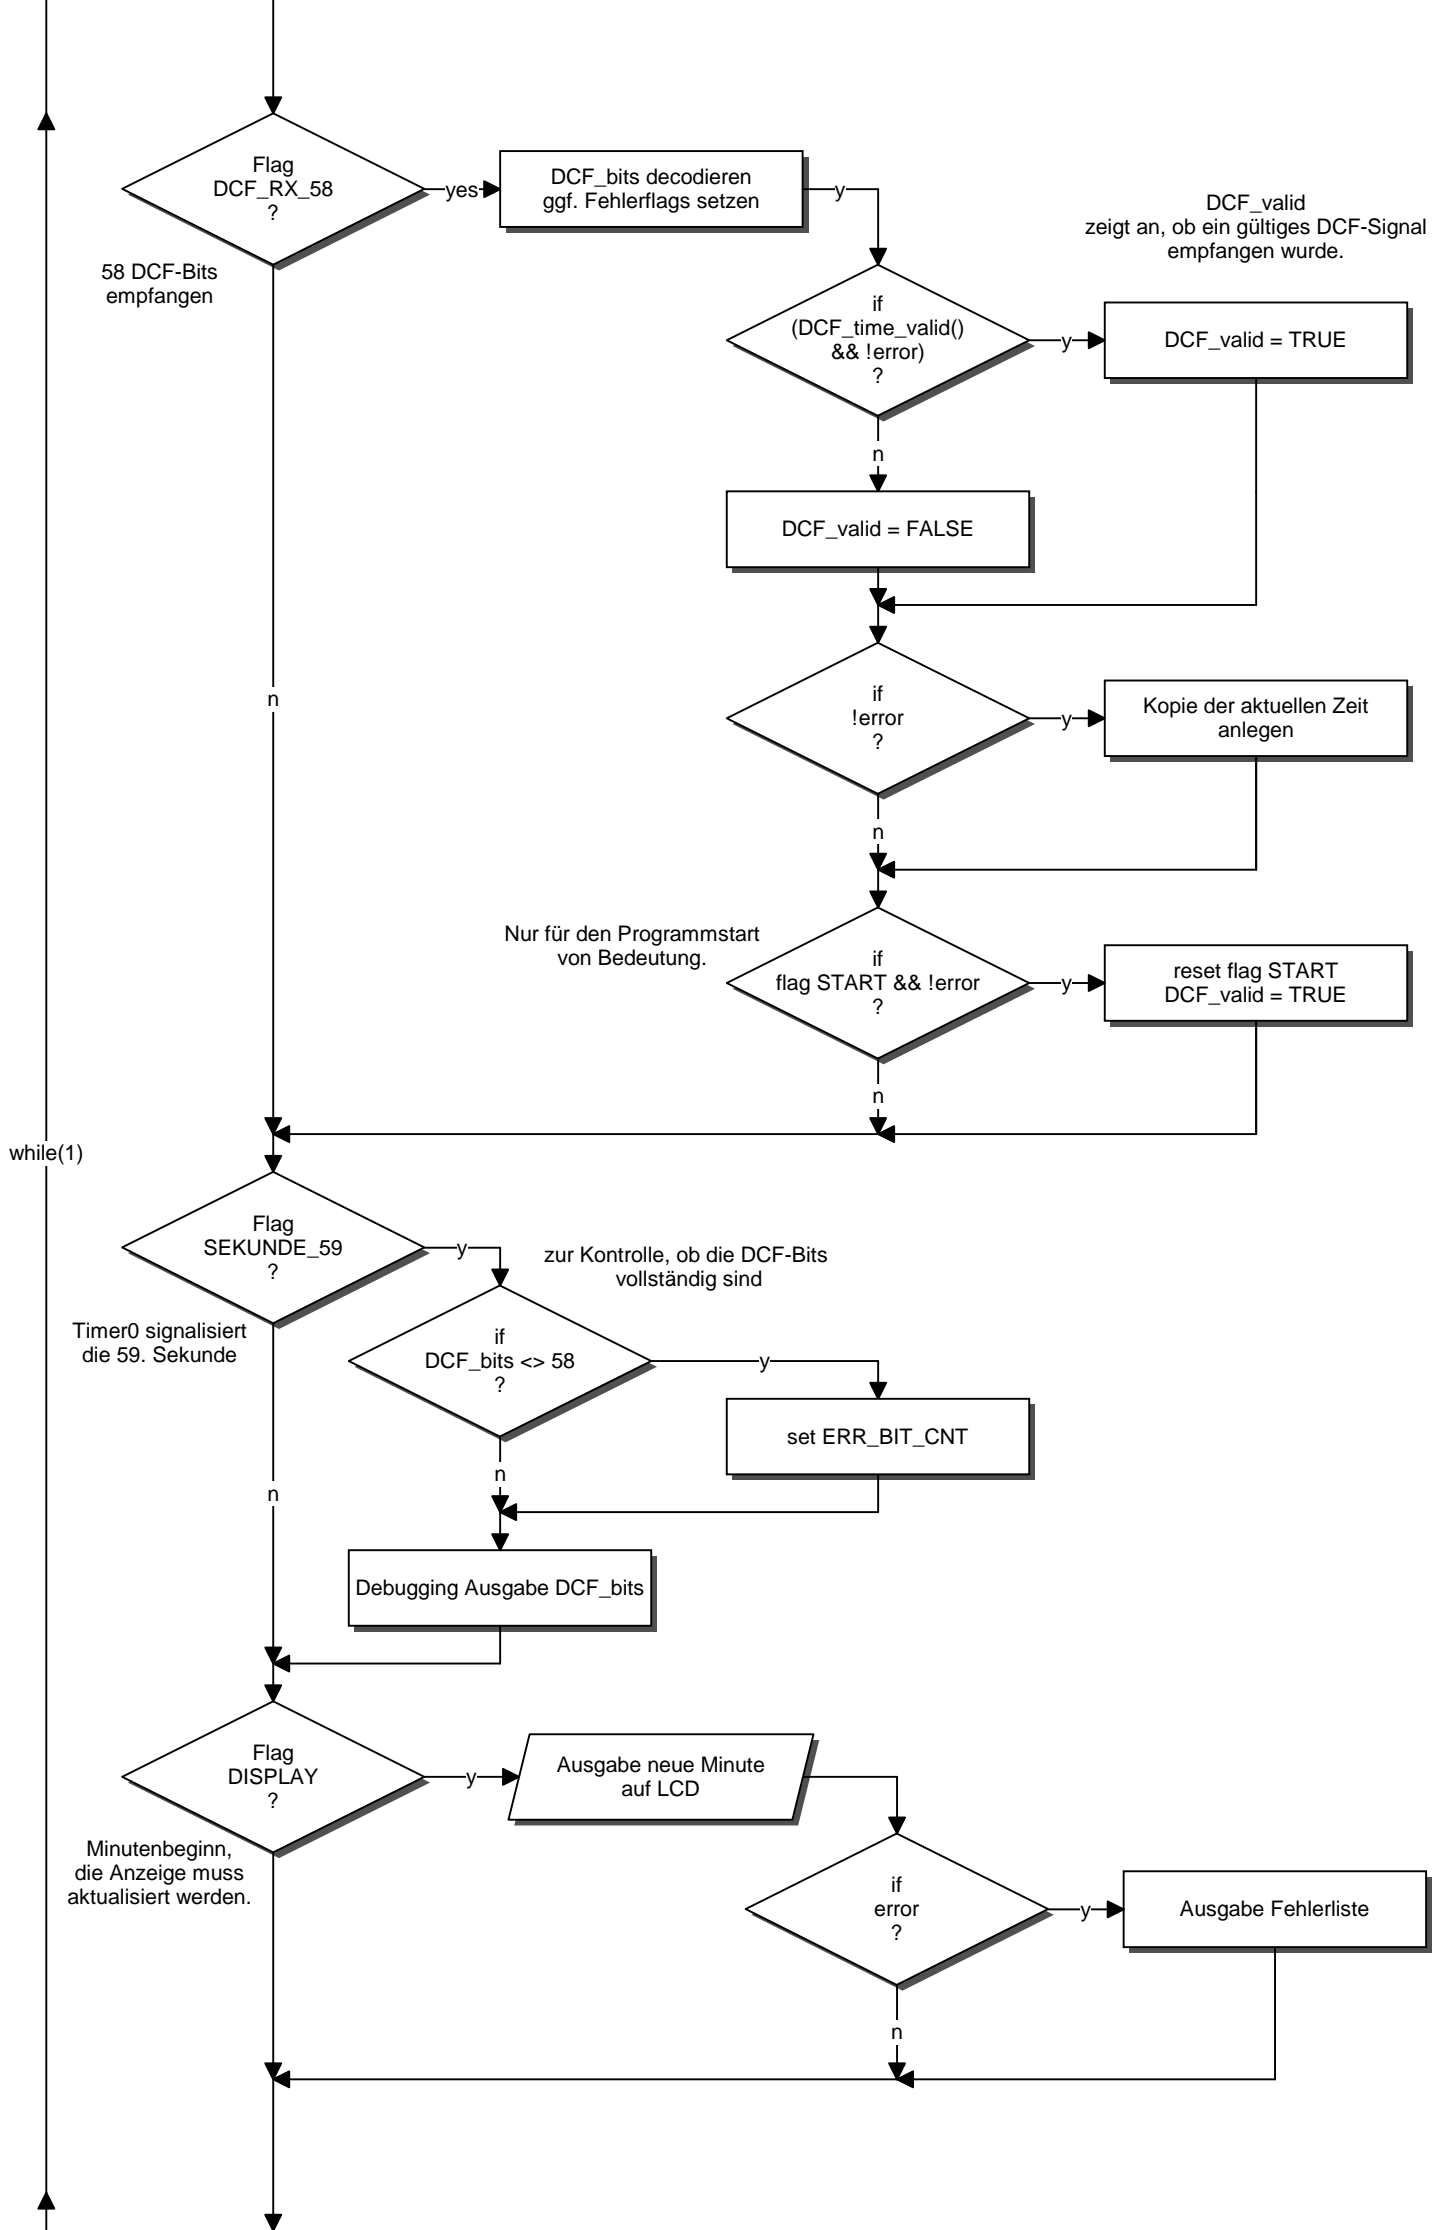 Flag
DCF_RX_58
?
yes
DCF_bits decodieren
ggf. Fehlerflags setzen
y
DCF_valid
zeigt an, ob ein gültiges DCF-Signal
empfangen wurde.
58 DCF-Bits
empfangen
if
(DCF_time_valid()
&& !error)
?
y
DCF_valid = TRUE
n
DCF_valid = FALSE
n
if
!error
?
y
Kopie der aktuellen Zeit
anlegen
n
Nur für den Programmstart
von Bedeutung.
if
flag START && !error
?
y
reset flag START
DCF_valid = TRUE
n
while(1)
Flag
SEKUNDE_59
?
y
zur Kontrolle, ob die DCF-Bits
vollständig sind
Timer0 signalisiert
die 59. Sekunde
if
DCF_bits <> 58
?
y
set ERR_BIT_CNT
n
n
Debugging Ausgabe DCF_bits
Flag
DISPLAY
?
y
Ausgabe neue Minute
auf LCD
Minutenbeginn,
die Anzeige muss
aktualisiert werden.
if
error
?
y
Ausgabe Fehlerliste
n